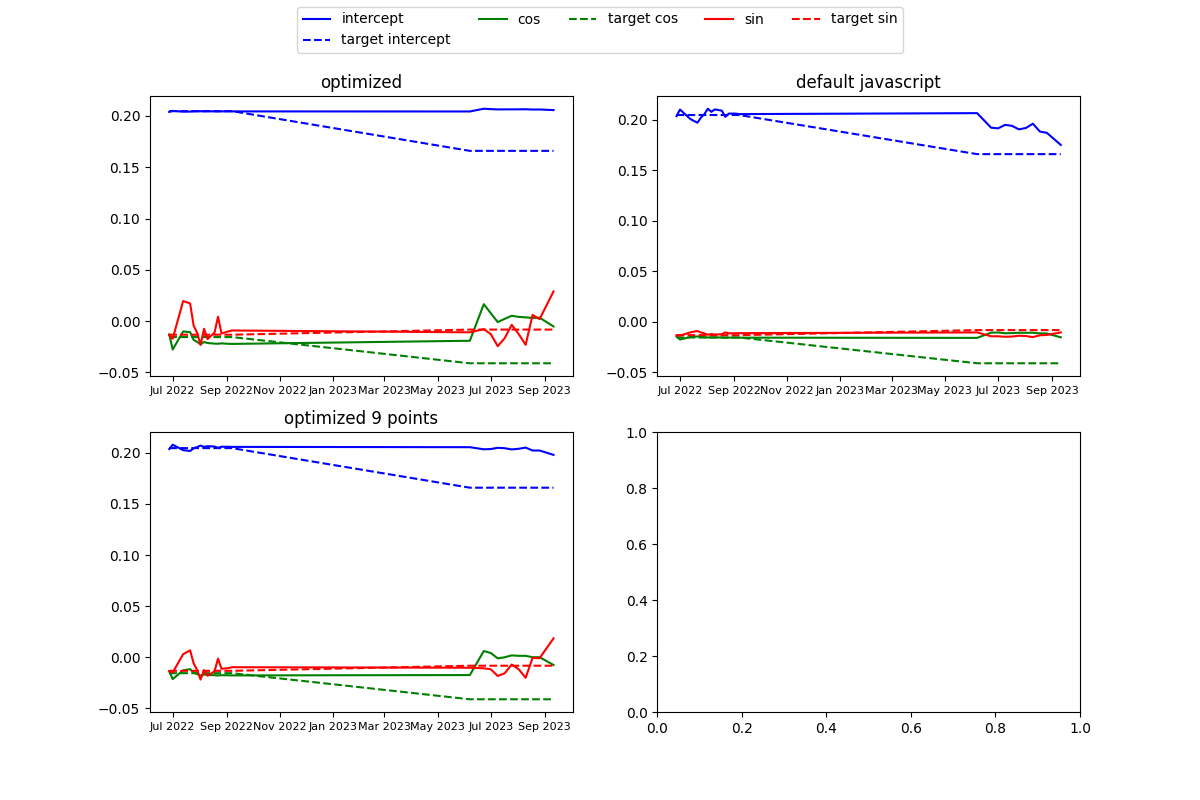 intercept cos target cos sin target sin
target intercept
optimized
default javascript
0.20
0.15
0.10
0.05
0.00
−0.05
Jul 2022 Sep 2022 Nov 2022 Jan 2023 Mar 2023 May 2023 Jul 2023 Sep 2023
0.20
0.15
0.10
0.05
0.00
−0.05
Jul 2022 Sep 2022 Nov 2022 Jan 2023 Mar 2023 May 2023 Jul 2023 Sep 2023
optimized 9 points
0.20
0.15
0.10
0.05
0.00
−0.05
Jul 2022 Sep 2022 Nov 2022 Jan 2023 Mar 2023 May 2023 Jul 2023 Sep 2023
1.0
0.8
0.6
0.4
0.2
0.0
0.0 0.2 0.4 0.6 0.8 1.0